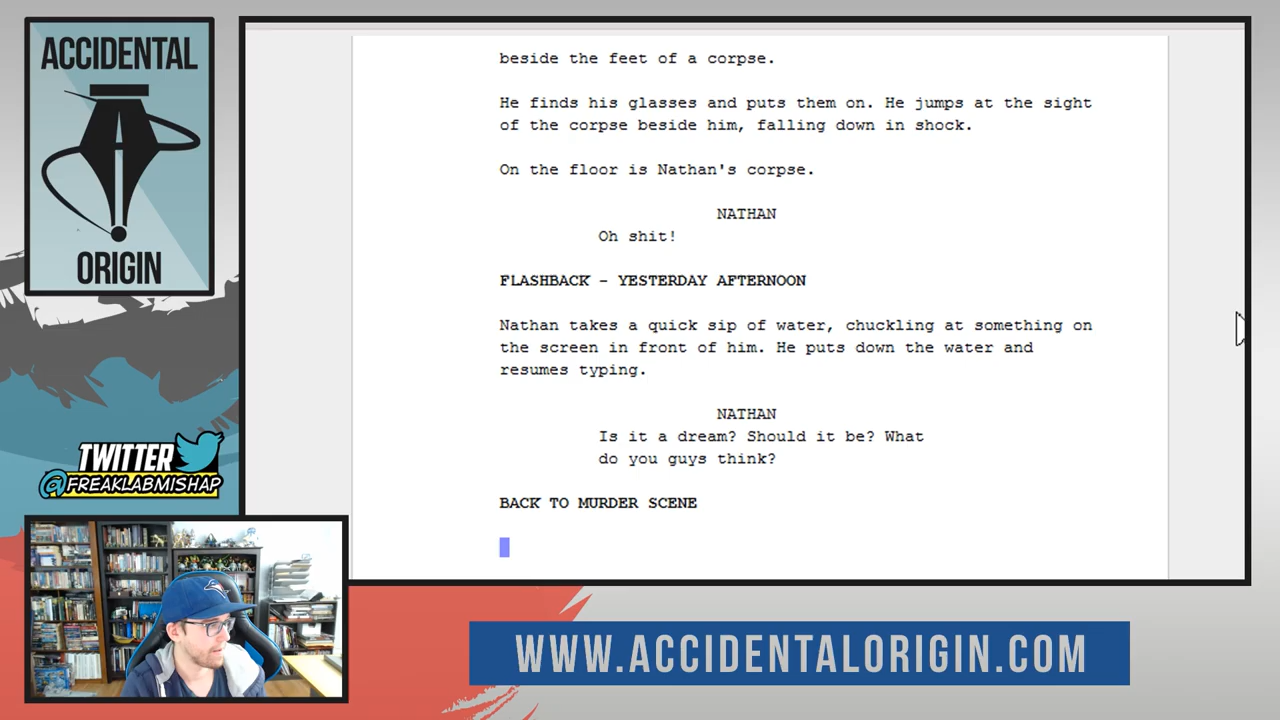 ACCIDENTAL
ORIGIN
beside the feet of a corpse.
He finds his glasses and puts them on. He jumps at the sight
of the corpse beside him, falling down in shock.
On the floor is Nathan's corpse.
NATHAN
Oh shit!
FLASHBACK - YESTERDAY AFTERNOON
Nathan takes a quick sip of water, chuckling at something on
the screen in front of him. He puts down the water and
resumes typing.
NATHAN
Is it a dream? Should it be? What
do you guys think?
BACK TO MURDER SCENE
TWITTER
@FREAKLABMISHAP
WWW.ACCIDENTALORIGIN.COM